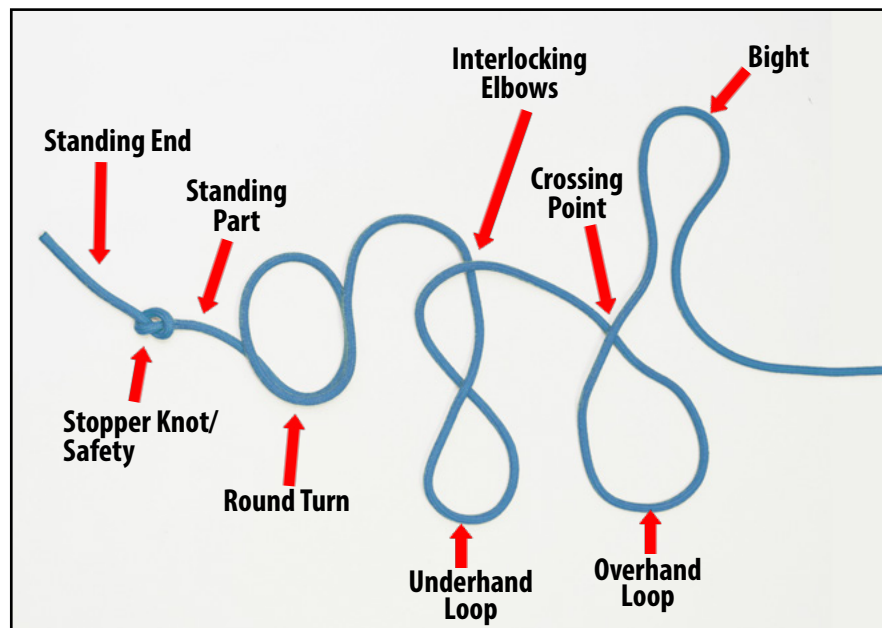 Standing End
Standing
Part
Interlocking
Elbows
Crossing
Point
Bight
Stopper Knot/
Safety
Round Turn
Underhand
Loop
Overhand
Loop